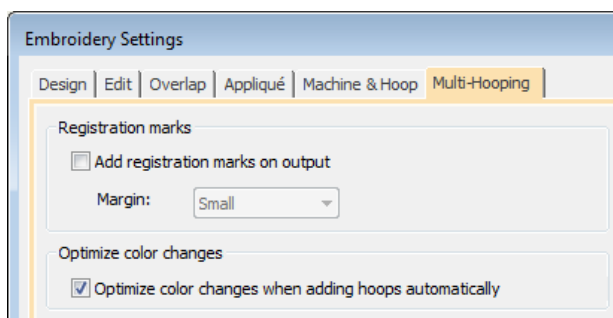 Embroidery Settings
Design Edit Overlap Appliqué Machine & Hoop Multi-Hooping
Registration marks
Add registration marks on output
Margin: Small
Optimize color changes
Optimize color changes when adding hoops automatically